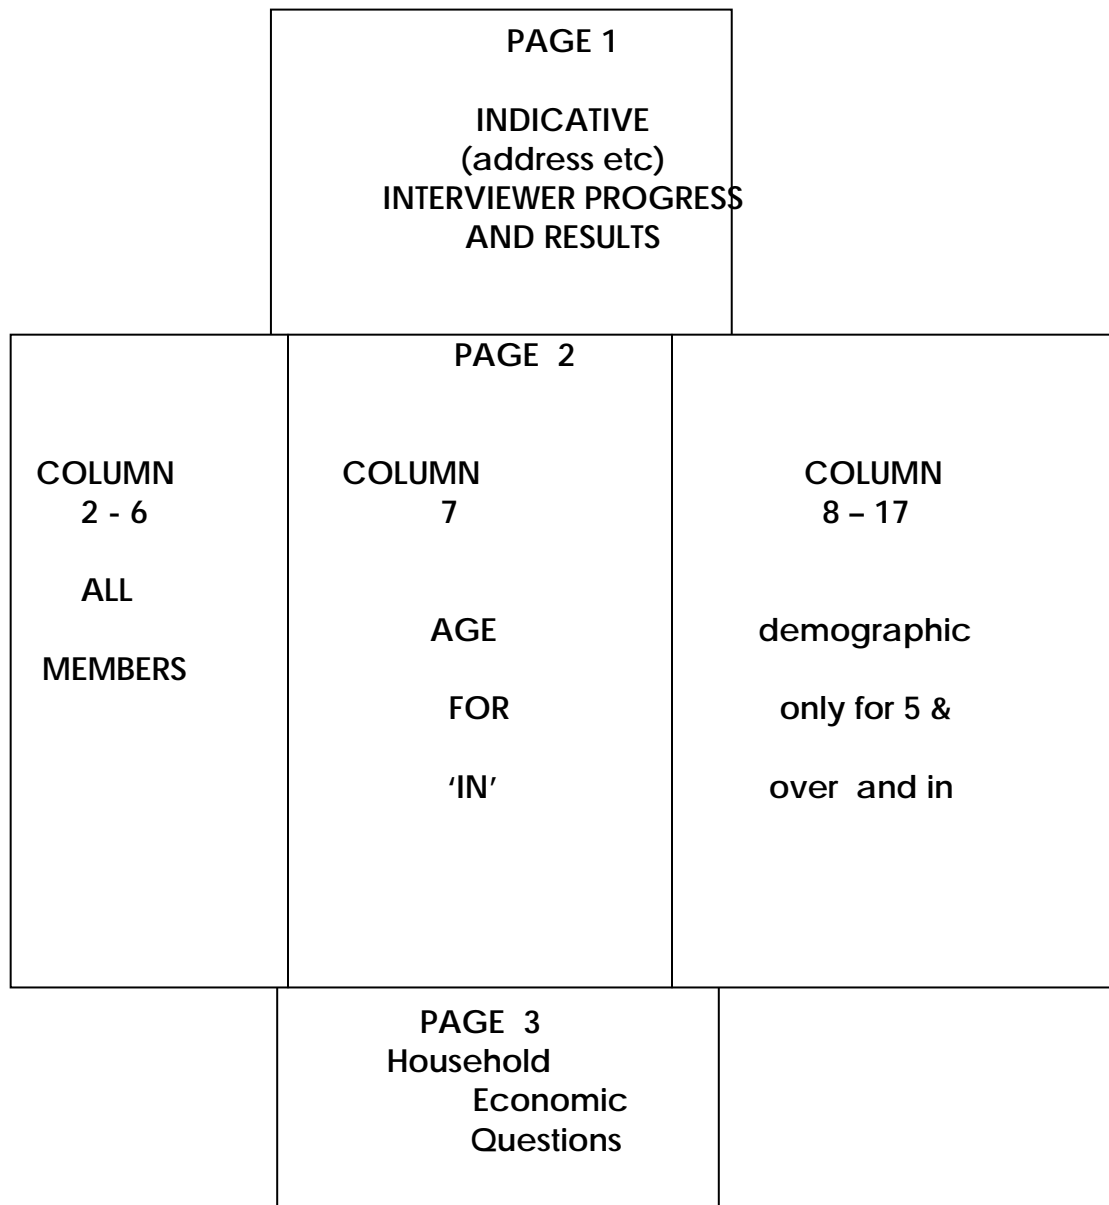 PAGE 1
INDICATIVE
(address etc)
INTERVIEWER PROGRESS
AND RESULTS
PAGE 2
COLUMN
2 - 6
ALL
MEMBERS
COLUMN
7
AGE
FOR
‘IN’
COLUMN
8 – 17
demographic
only for 5 &
over and in
PAGE 3
Household
Economic
Questions